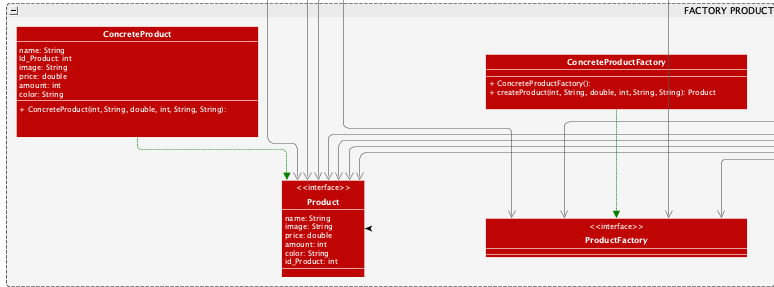 FACTORY PRODUCT
ConcreteProduct
name: String
Id_Product: int
image: String
price: double
amount: int
color: String
+ ConcreteProduct(int, String, double, int, String, String):
ConcreteProductFactory
+ ConcreteProductFactory():
+ createProduct(int, String, double, int, String, String): Product
<<interface>>
Product
name: String
image: String
price: double
amount: int
color: String
id_Product: int
<<interface>>
ProductFactory